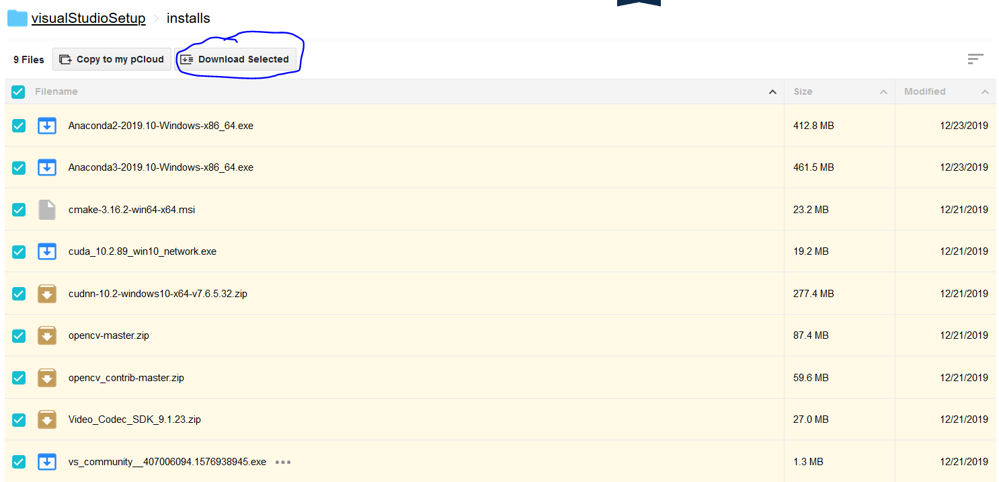 visualStudioSetup > installs
9 Files Copy to my pCloud Download Selected
Filename Size Modified
Anaconda2-2019.10-Windows-x86_64.exe 412.8 MB 12/23/2019
Anaconda3-2019.10-Windows-x86_64.exe 461.5 MB 12/23/2019
cmake-3.16.2-win64-x64.msi 23.2 MB 12/21/2019
cuda_10.2.89_win10_network.exe 19.2 MB 12/21/2019
cudnn-10.2-windows10-x64-v7.6.5.32.zip 277.4 MB 12/21/2019
opencv-master.zip 87.4 MB 12/21/2019
opencv_contrib-master.zip 59.6 MB 12/21/2019
Video_Codec_SDK_9.1.23.zip 27.0 MB 12/21/2019
vs_community__407006094.1576938945.exe 1.3 MB 12/21/2019